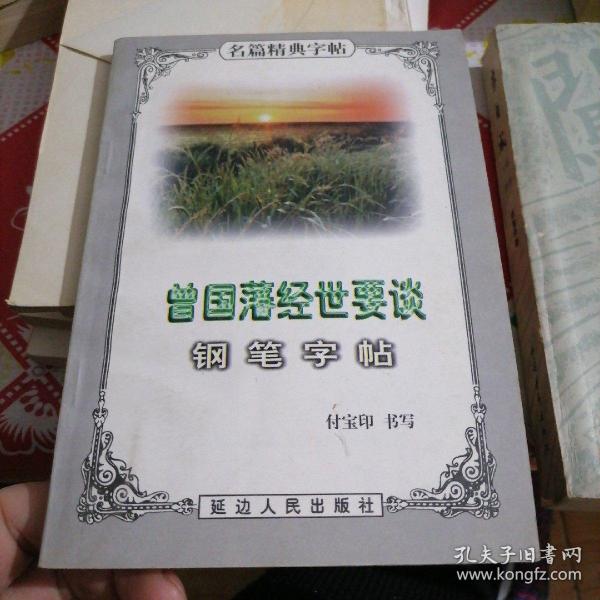 名篇精典字帖
曾国藩经世要谈
钢笔字帖
付宝印 书写
延边人民出版社
孔夫子旧书网
www.kongfz.com